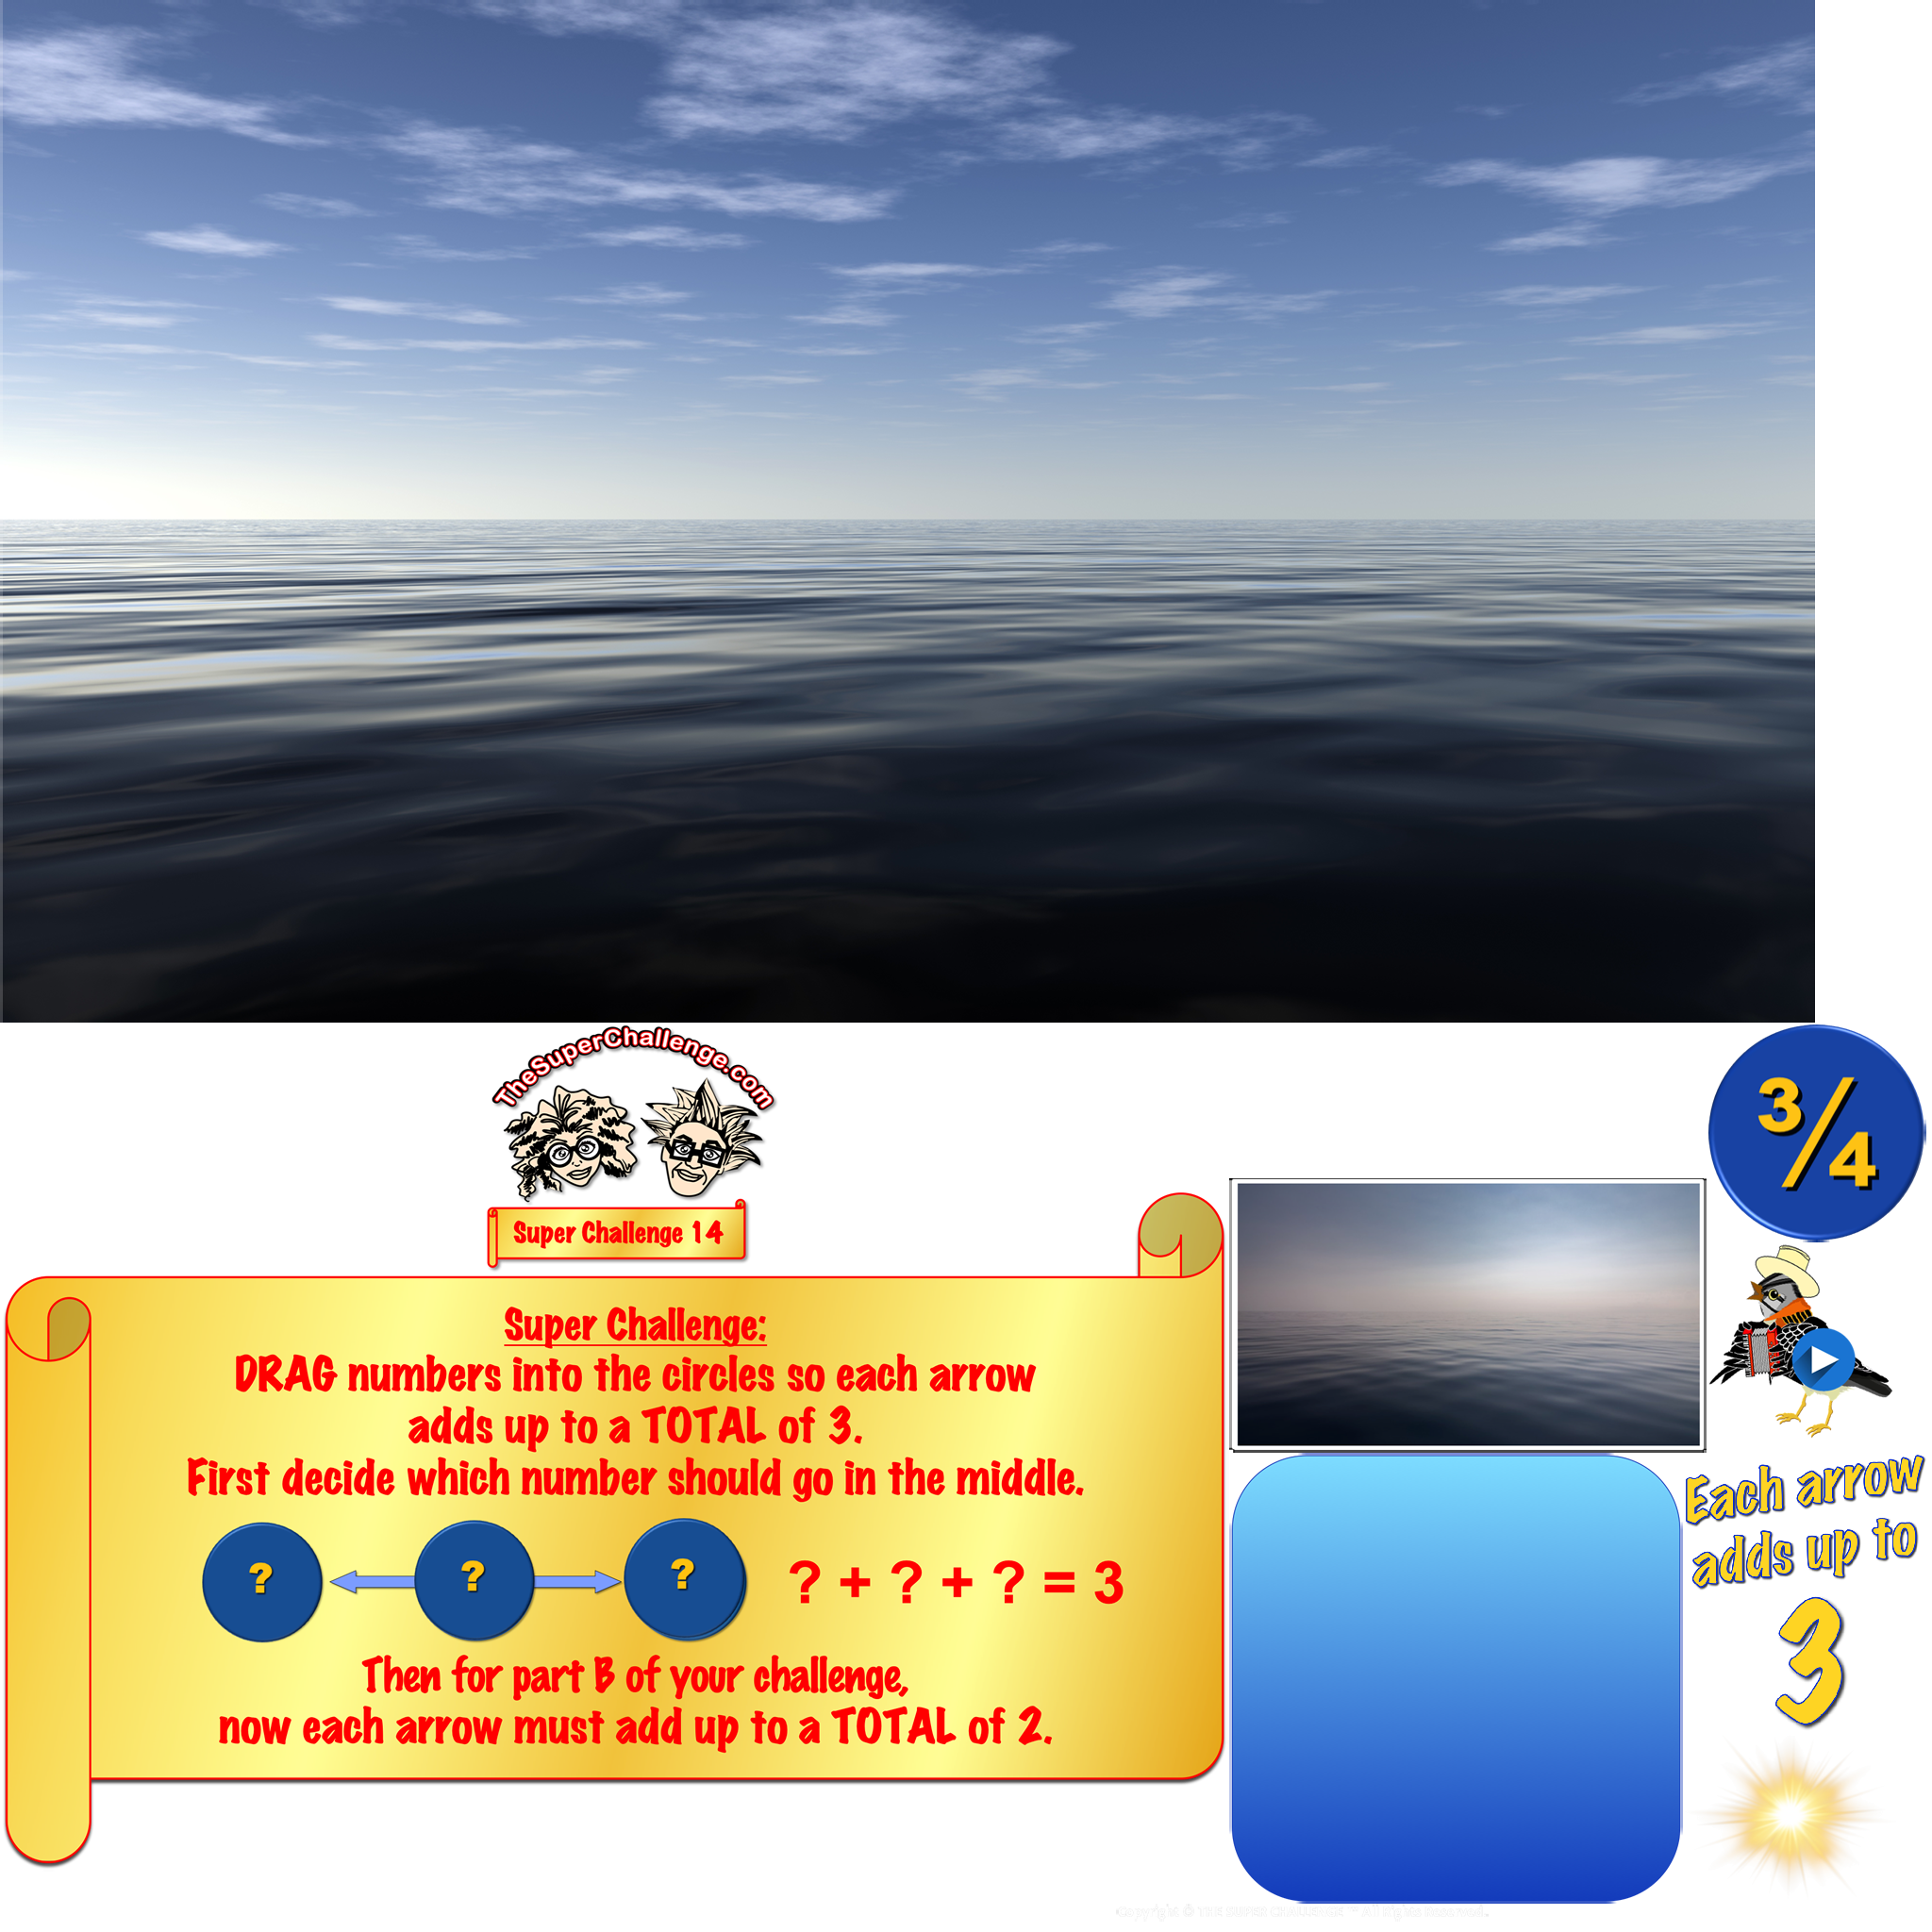 TheSuperChallenge.com
Super Challenge 14
3/4
Super Challenge:
DRAG numbers into the circles so each arrow
adds up to a TOTAL of 3.
First decide which number should go in the middle.
? ? ? ? + ? + ? = 3
Then for part B of your challenge,
now each arrow must add up to a TOTAL of 2.
Each arrow
adds up to
3